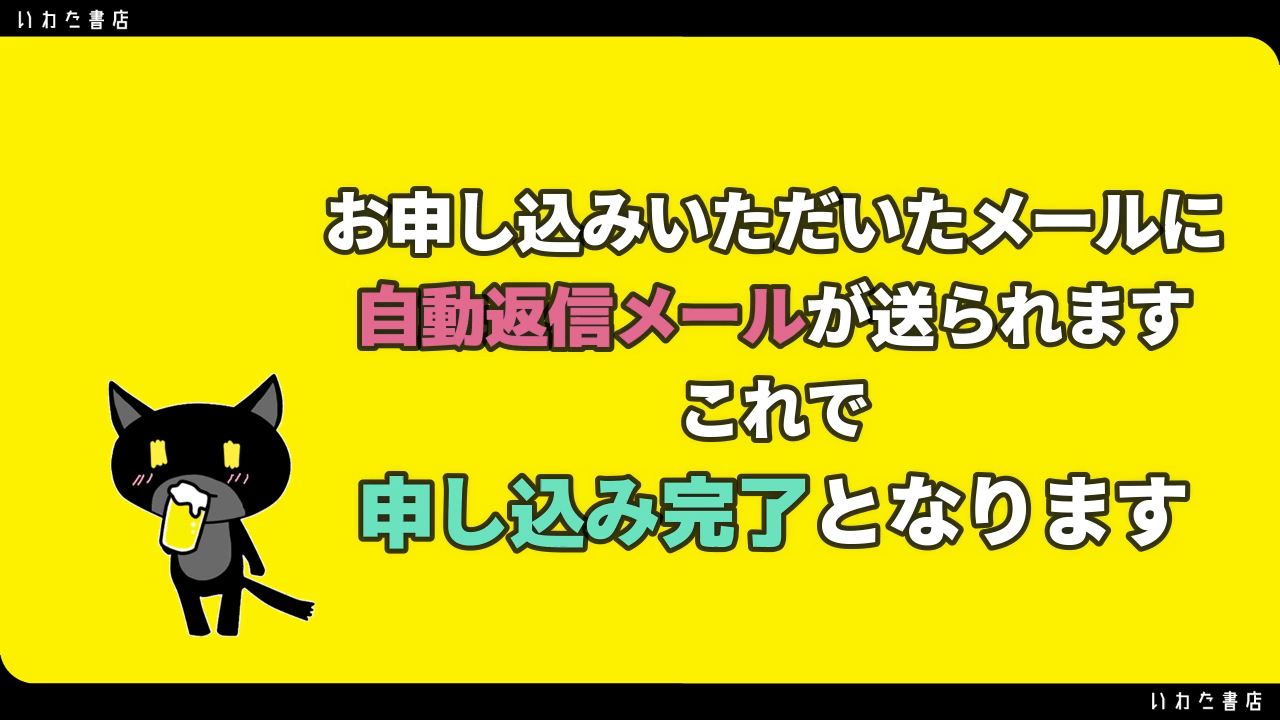 いわた書店
お申し込みいただいたメールに
自動返信メールが送られます
これで
申し込み完了となります
いわた書店